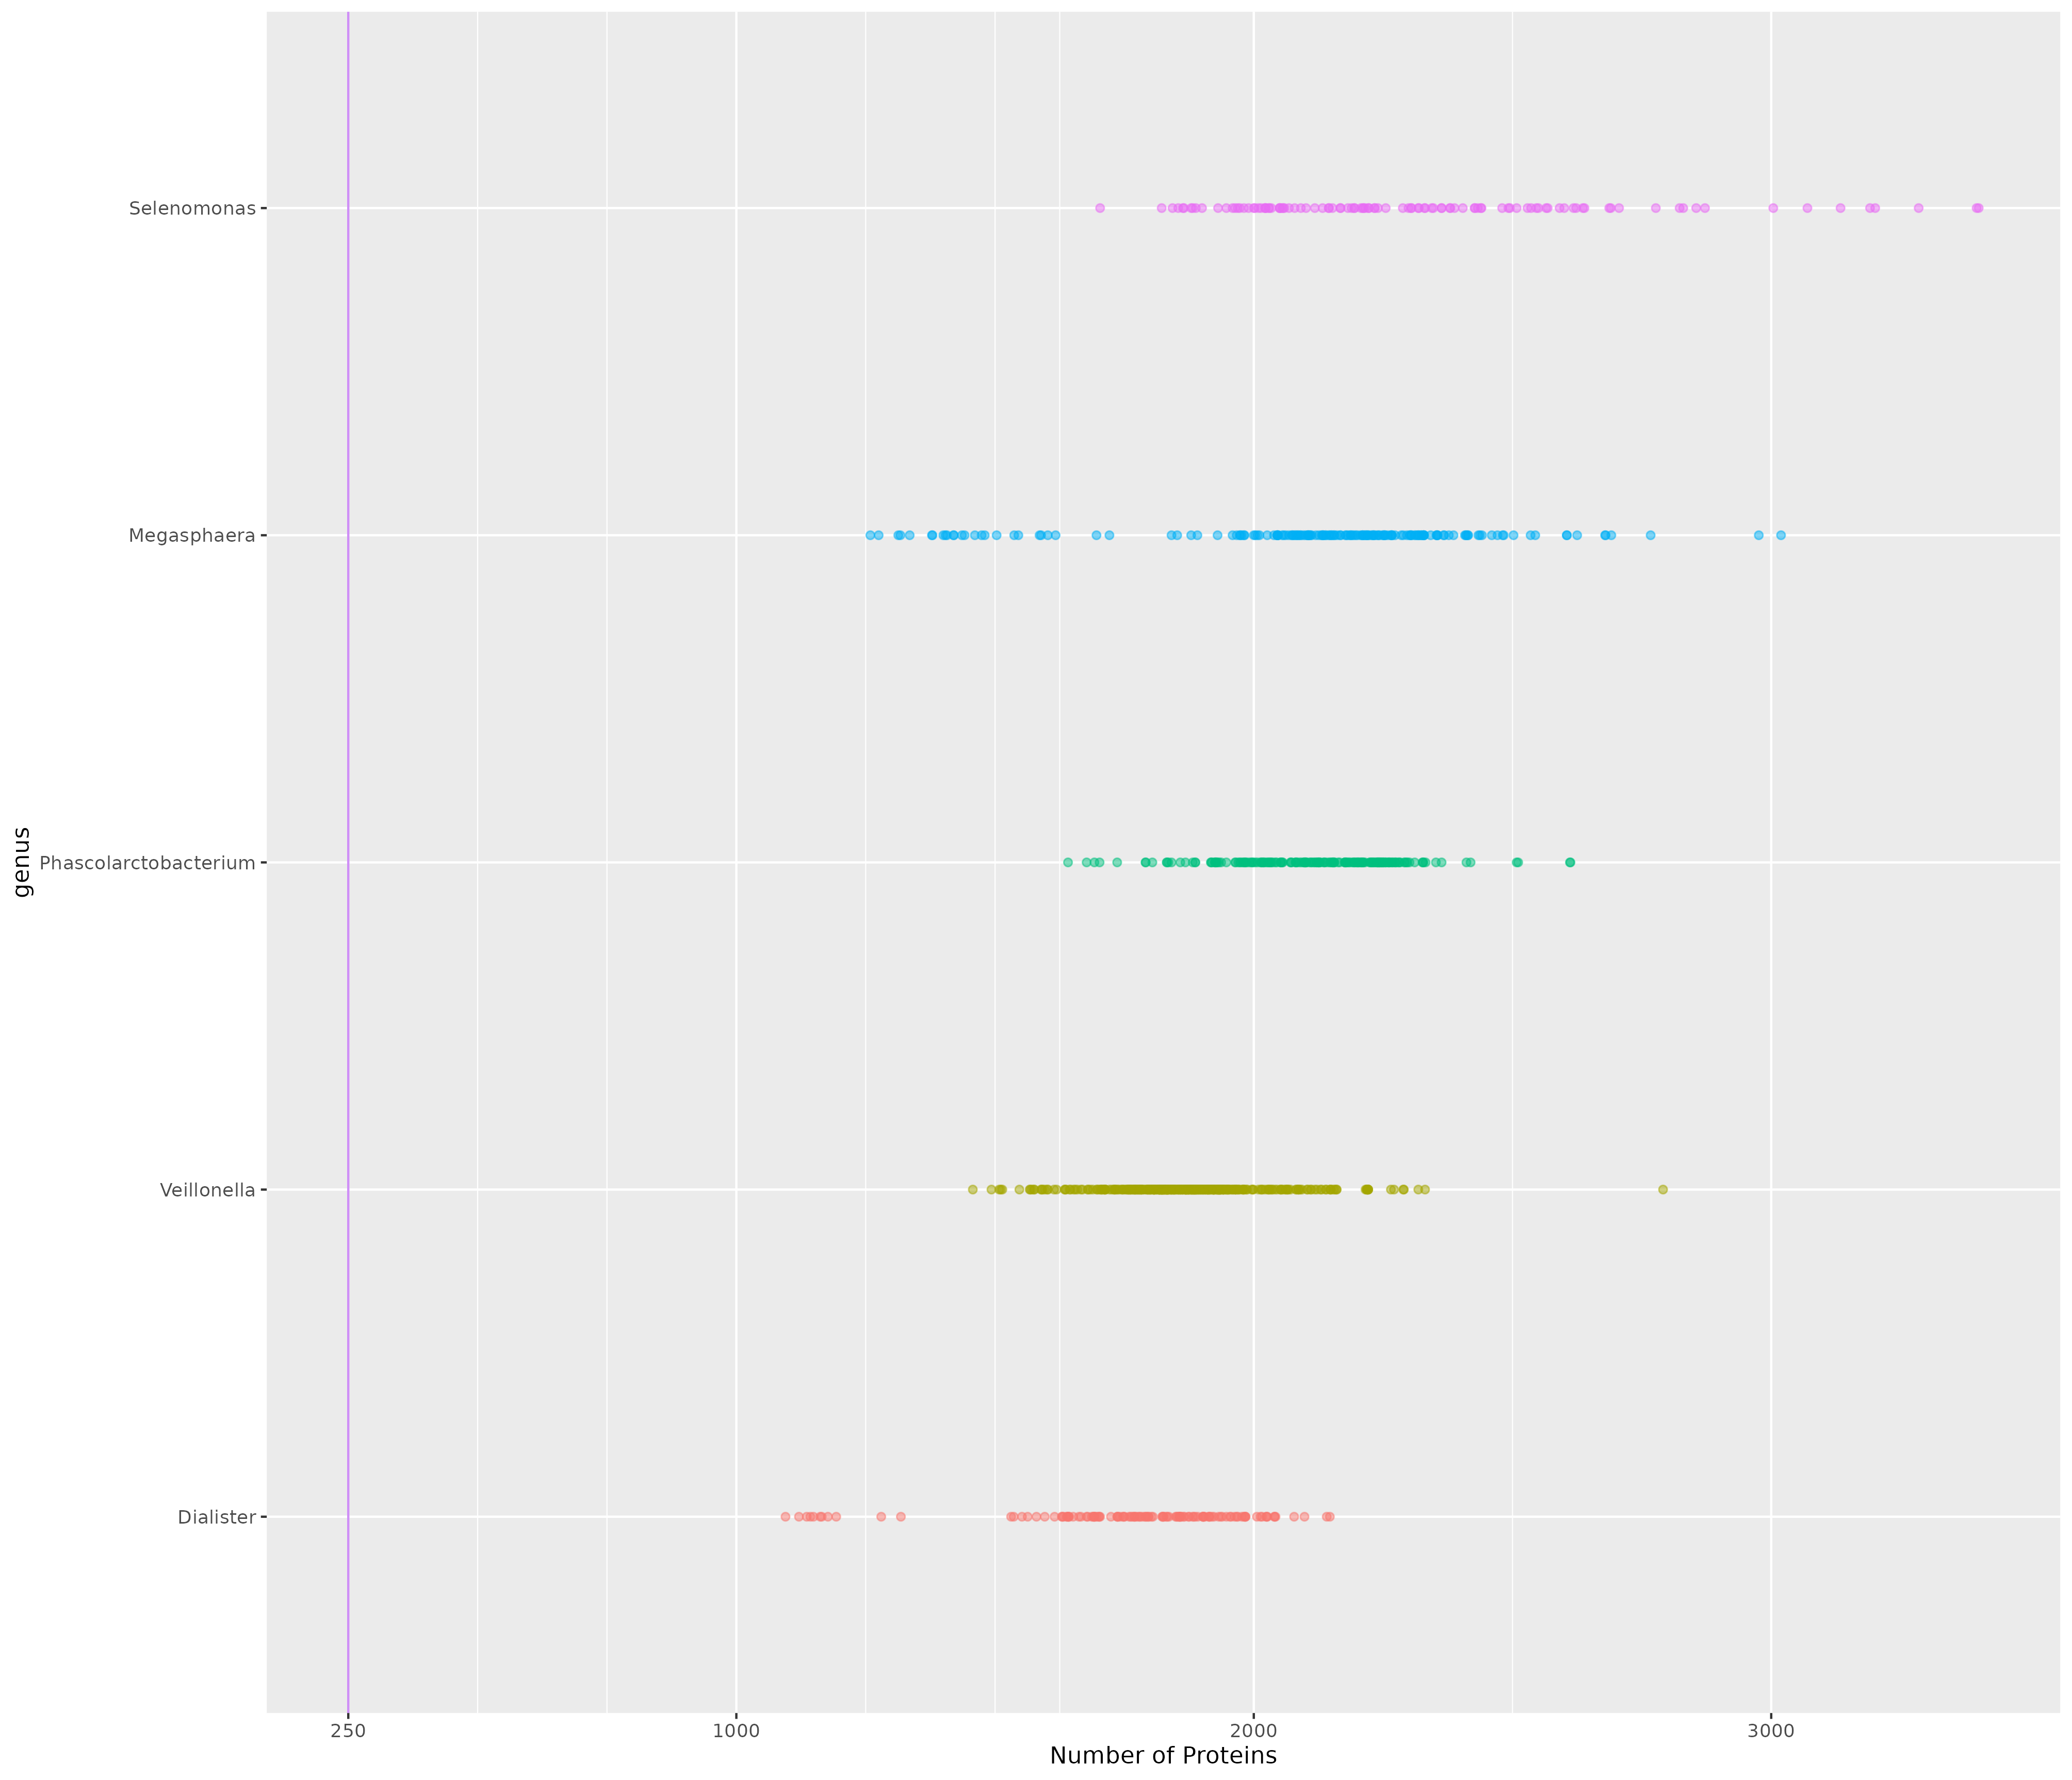 Selenomonas
Megasphaera
genus
Phascolarctobacterium
Veillonella
Dialister
250
1000
2000
3000
Number of Proteins